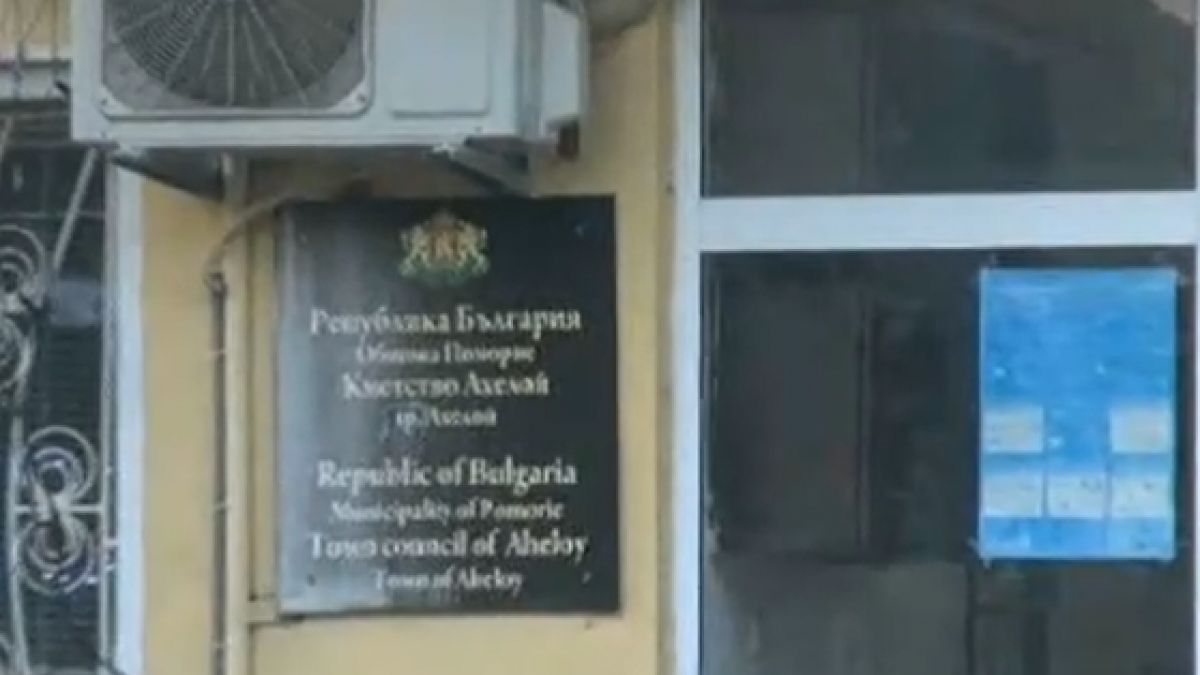 Република България
Община Поморие
Кметство Ахелой
гр. Ахелой
Republic of Bulgaria
Municipality of Pomorie
Town council of Aheloy
Town of Aheloy